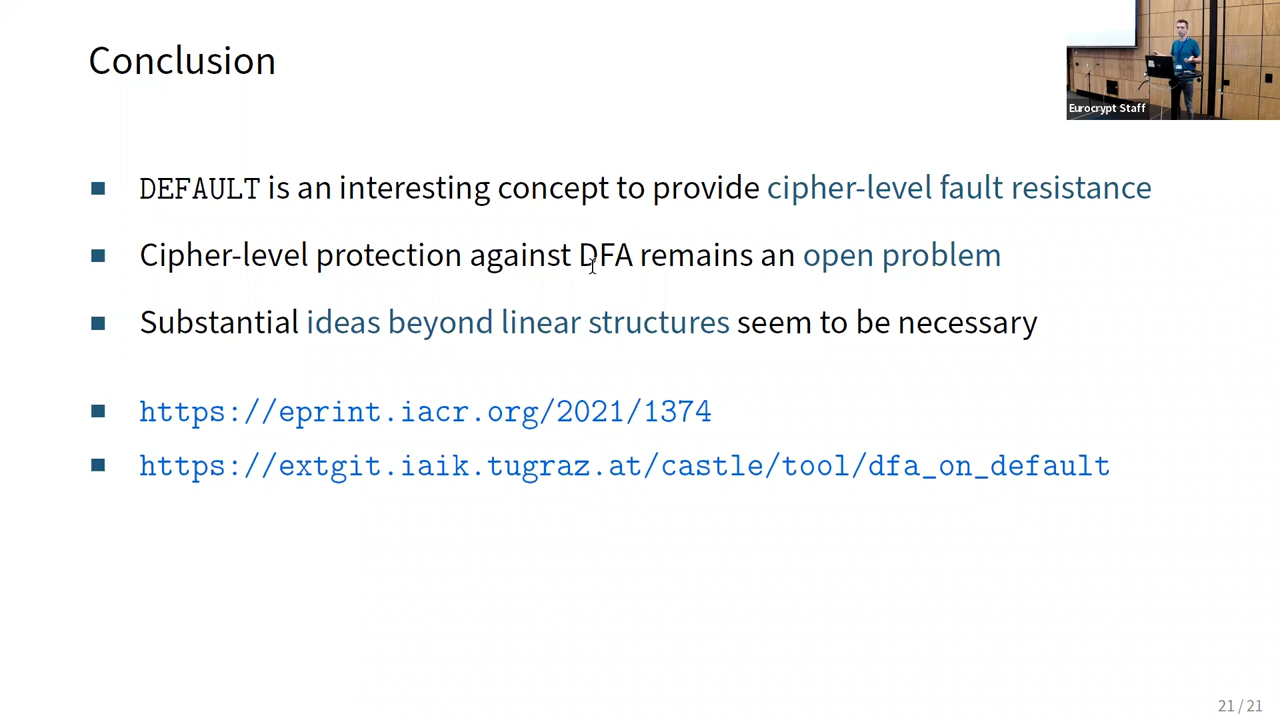 Conclusion
Eurocrypt Staff
DEFAULT is an interesting concept to provide cipher-level fault resistance
Cipher-level protection against DFA remains an open problem
Substantial ideas beyond linear structures seem to be necessary
https://eprint.iacr.org/2021/1374
https://extgit.iaik.tugraz.at/castle/tool/dfa_on_default
21 / 21